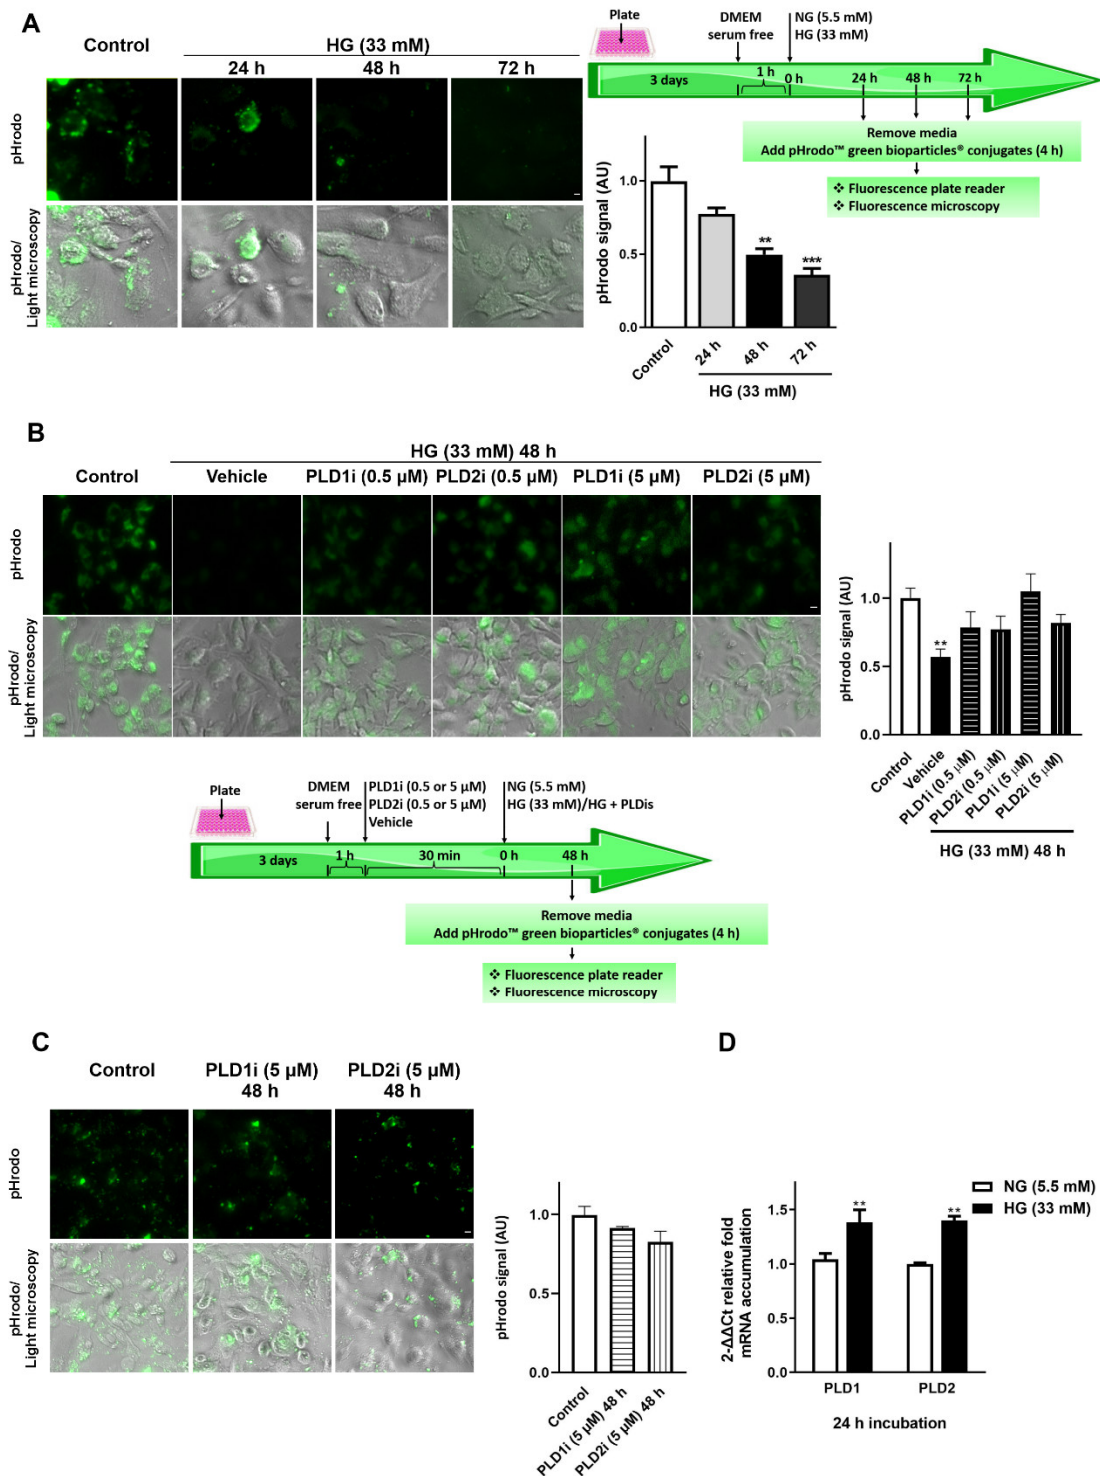 A
Control
HG (33 mM)
24 h
48 h
72 h
pHrodo
pHrodo/
Light microscopy
Plate
DMEM
serum free
NG (5.5 mM)
HG (33 mM)
3 days
1 h
0 h
24 h
48 h
72 h
Remove media
Add pHrodo™ green bioparticles® conjugates (4 h)
❖ Fluorescence plate reader
❖ Fluorescence microscopy
pHrodo signal (AU)
1.0
0.5
0.0
**
***
Control
24 h
48 h
72 h
HG (33 mM)
B
HG (33 mM) 48 h
Control
Vehicle
PLD1i (0.5 µM)
PLD2i (0.5 µM)
PLD1i (5 µM)
PLD2i (5 µM)
pHrodo
pHrodo/
Light microscopy
pHrodo signal (AU)
1.0
0.5
0.0
**
Control
Vehicle
PLD1i (0.5 µM)
PLD2i (0.5 µM)
PLD1i (5 µM)
PLD2i (5 µM)
HG (33 mM) 48 h
Plate
DMEM
serum free
PLD1i (0.5 or 5 µM)
PLD2i (0.5 or 5 µM)
Vehicle
NG (5.5 mM)
HG (33 mM)/HG + PLDis
3 days
1 h
30 min
0 h
48 h
Remove media
Add pHrodo™ green bioparticles® conjugates (4 h)
❖ Fluorescence plate reader
❖ Fluorescence microscopy
C
Control
PLD1i (5 µM)
48 h
PLD2i (5 µM)
48 h
pHrodo
pHrodo/
Light microscopy
pHrodo signal (AU)
1.0
0.5
0.0
Control
PLD1i (5 µM) 48 h
PLD2i (5 µM) 48 h
D
NG (5.5 mM)
HG (33 mM)
2-ΔΔCt relative fold
mRNA accumulation
1.5
1.0
0.5
0.0
**
**
PLD1
PLD2
24 h incubation